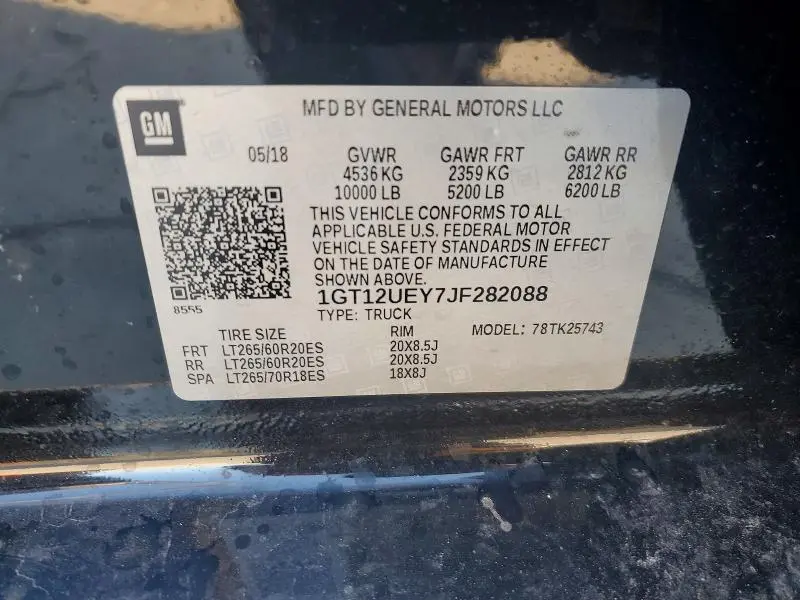 GM
MFD BY GENERAL MOTORS LLC
05/18 GVWR GAWR FRT GAWR RR
4536 KG 2359 KG 2812 KG
10000 LB 5200 LB 6200 LB
THIS VEHICLE CONFORMS TO ALL
APPLICABLE U.S. FEDERAL MOTOR
VEHICLE SAFETY STANDARDS IN EFFECT
ON THE DATE OF MANUFACTURE
SHOWN ABOVE.
8555
1GT12UEY7JF282088
TYPE: TRUCK
TIRE SIZE RIM MODEL: 78TK25743
FRT LT265/60R20ES 20X8.5J
RR LT265/60R20ES 20X8.5J
SPA LT265/70R18ES 18X8J